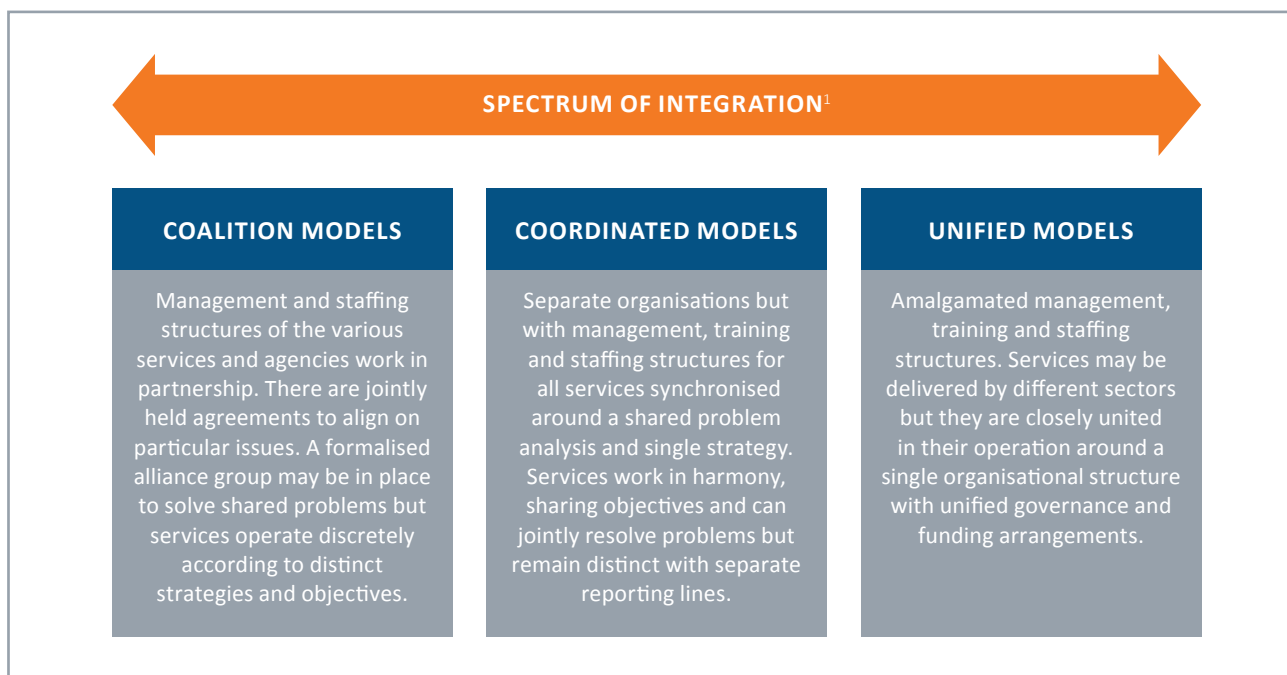 SPECTRUM OF INTEGRATION¹
COALITION MODELS
Management and staffing
structures of the various
services and agencies work in
partnership. There are jointly
held agreements to align on
particular issues. A formalised
alliance group may be in place
to solve shared problems but
services operate discretely
according to distinct
strategies and objectives.
COORDINATED MODELS
Separate organisations but
with management, training
and staffing structures for
all services synchronised
around a shared problem
analysis and single strategy.
Services work in harmony,
sharing objectives and can
jointly resolve problems but
remain distinct with separate
reporting lines.
UNIFIED MODELS
Amalgamated management,
training and staffing
structures. Services may be
delivered by different sectors
but they are closely united
in their operation around a
single organisational structure
with unified governance and
funding arrangements.